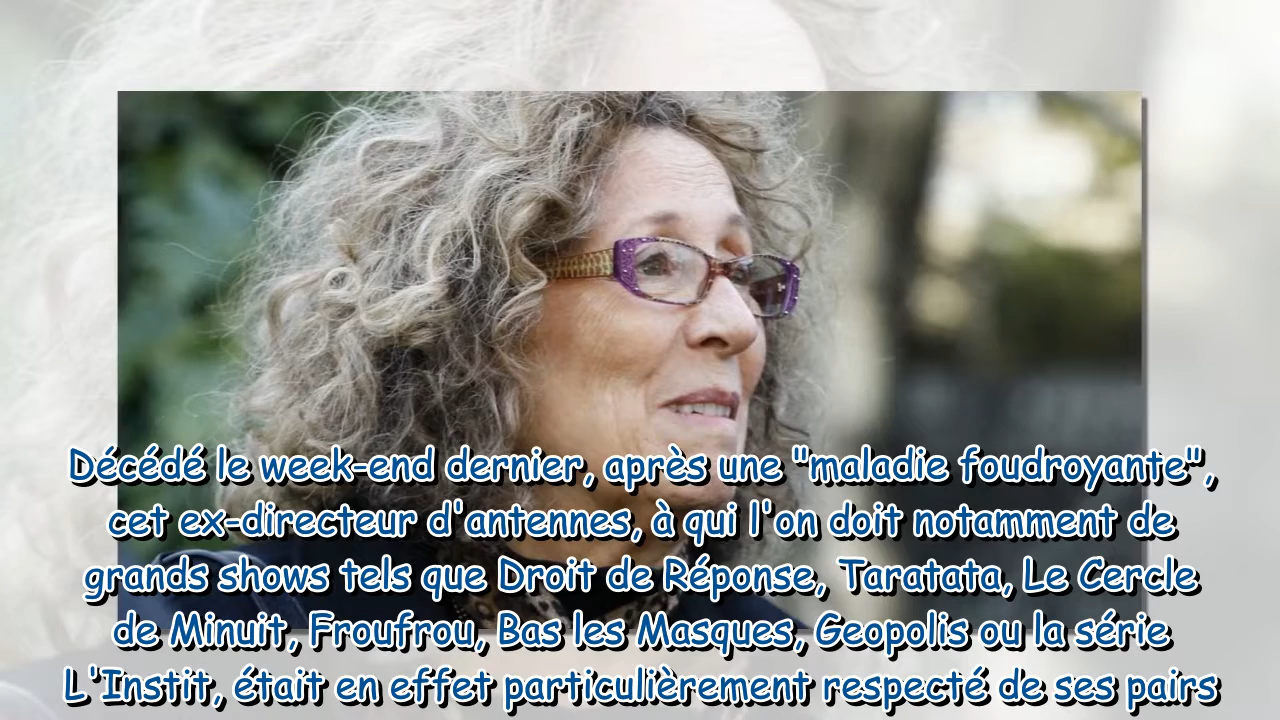 Décédé le week-end dernier, après une "maladie foudroyante",
cet ex-directeur d'antennes, à qui l'on doit notamment de
grands shows tels que Droit de Réponse, Taratata, Le Cercle
de Minuit, Froufrou, Bas les Masques, Geopolis ou la série
L'Instit, était en effet particulièrement respecté de ses pairs